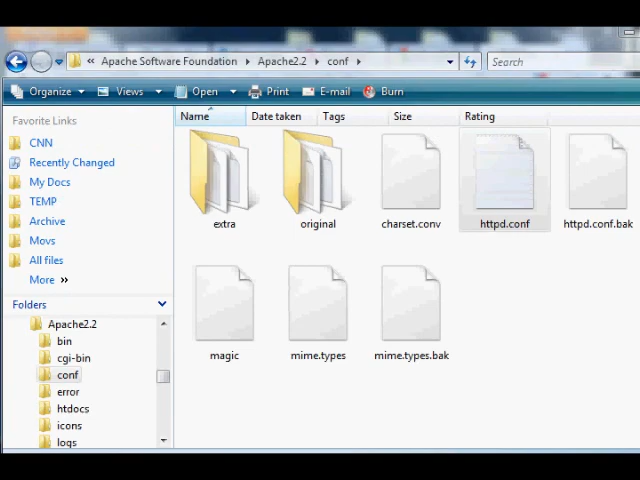 « Apache Software Foundation Apache2.2 conf
Search
Organize Views Open Print E-mail Burn
Favorite Links
CNN
Recently Changed
My Docs
TEMP
Archive
Movs
All files
More »
Folders
Apache2.2
bin
cgi-bin
conf
error
htdocs
icons
logs
Name Date taken Tags Size Rating
extra original charset.conv httpd.conf httpd.conf.bak
magic mime.types mime.types.bak